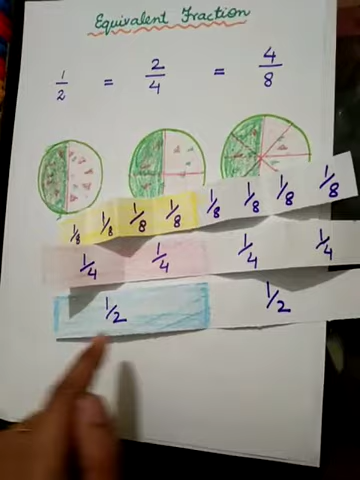 Equivalent Fraction
1/2 = 2/4 = 4/8
1/8 1/8 1/8 1/8 1/8 1/8 1/8 1/8
1/4 1/4 1/4 1/4
1/2 1/2